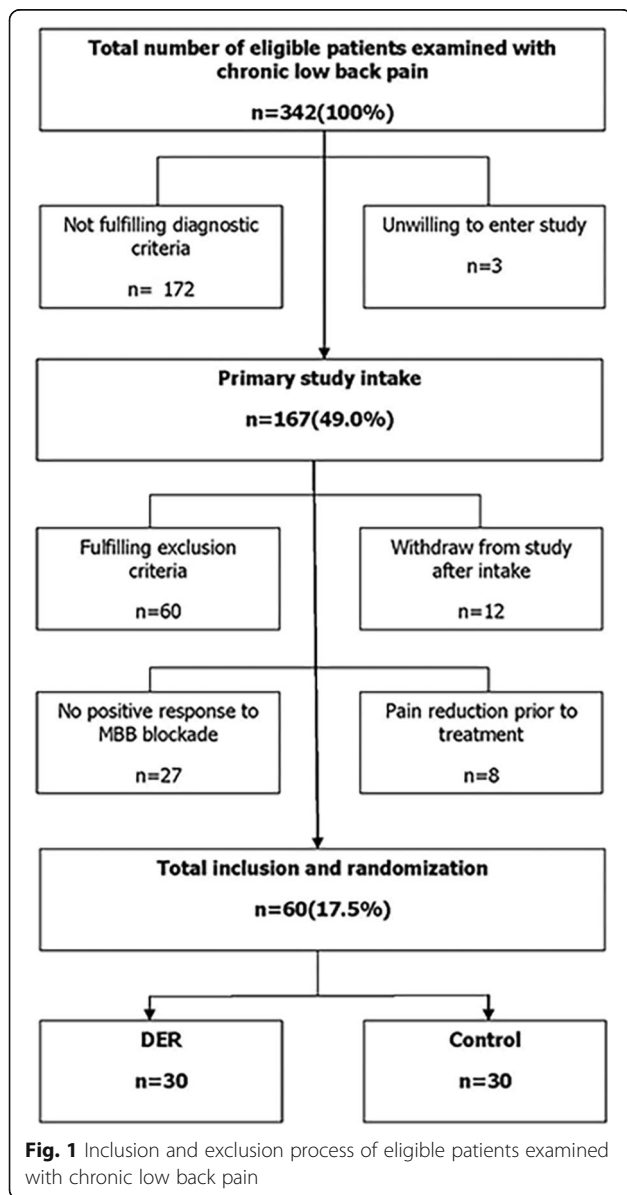 Total number of eligible patients examined with
chronic low back pain
n=342(100%)
Not fulfilling diagnostic
criteria
n= 172
Unwilling to enter study
n=3
Primary study intake
n=167(49.0%)
Fulfilling exclusion
criteria
n=60
Withdraw from study
after intake
n=12
No positive response to
MBB blockade
n=27
Pain reduction prior to
treatment
n=8
Total inclusion and randomization
n=60(17.5%)
DER
n=30
Control
n=30
Fig. 1 Inclusion and exclusion process of eligible patients examined
with chronic low back pain